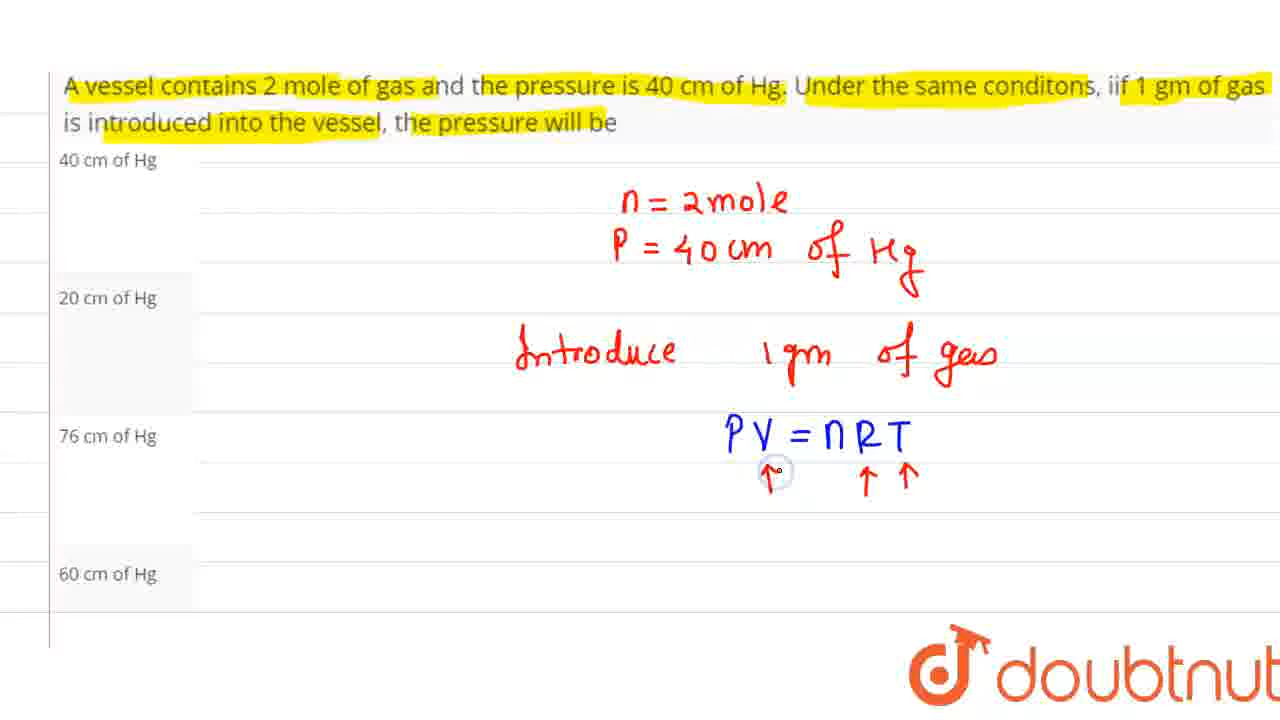 A vessel contains 2 mole of gas and the pressure is 40 cm of Hg. Under the same conditons, iif 1 gm of gas
is introduced into the vessel, the pressure will be
40 cm of Hg
n = 2 mole
P = 40 cm of Hg
20 cm of Hg
Introduce 1 gm of gas
76 cm of Hg
PV = nRT
60 cm of Hg
doubtnut